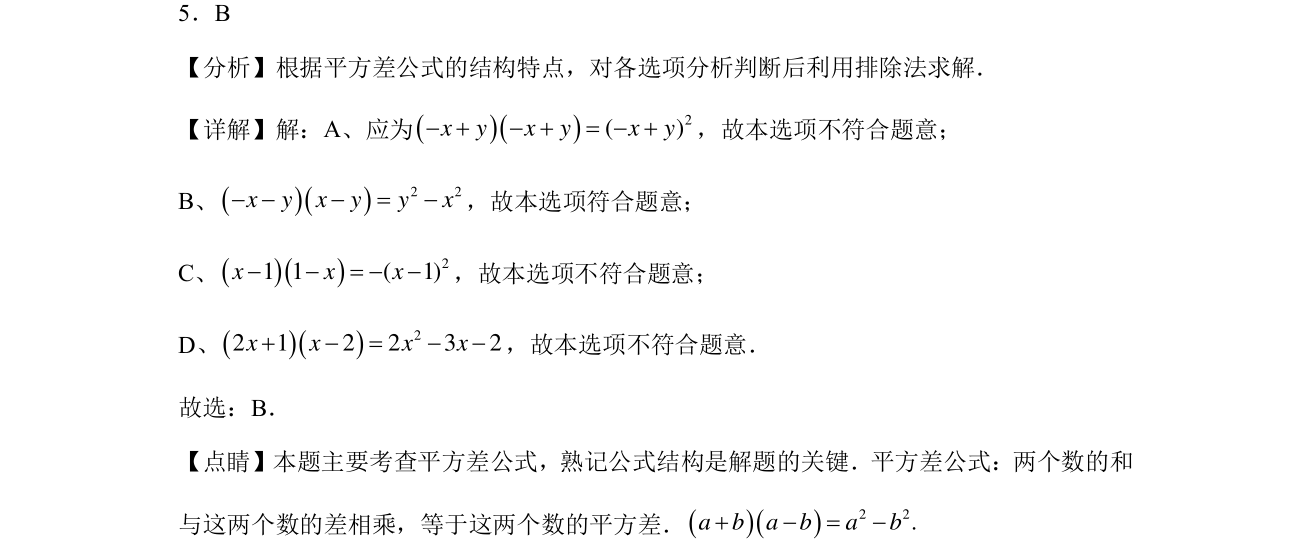 5．B
【分析】根据平方差公式的结构特点，对各选项分析判断后利用排除法求解．
【详解】解：A、应为(−x+y)(−x+y)=(−x+y)²，故本选项不符合题意；
B、(−x−y)(x−y)=y²−x²，故本选项符合题意；
C、(x−1)(1−x)=−(x−1)²，故本选项不符合题意；
D、(2x+1)(x−2)=2x²−3x−2，故本选项不符合题意．
故选：B．
【点睛】本题主要考查平方差公式，熟记公式结构是解题的关键．平方差公式：两个数的和
与这两个数的差相乘，等于这两个数的平方差．(a+b)(a−b)=a²−b².